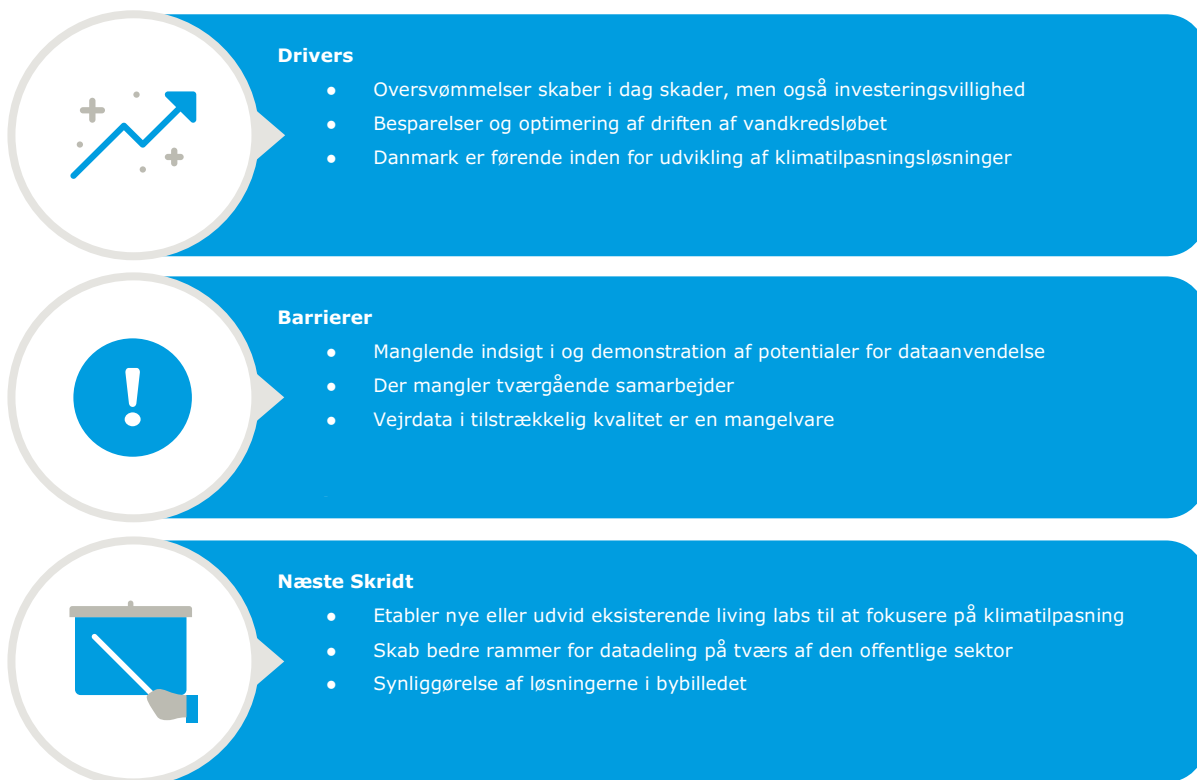 Drivers
● Oversvømmelser skaber i dag skader, men også investeringsvillighed
● Besparelser og optimering af driften af vandkredsløbet
● Danmark er førende inden for udvikling af klimatilpasningsløsninger
Barrierer
● Manglende indsigt i og demonstration af potentialer for dataanvendelse
● Der mangler tværgående samarbejder
● Vejrdata i tilstrækkelig kvalitet er en mangelvare
Næste Skridt
● Etabler nye eller udvid eksisterende living labs til at fokusere på klimatilpasning
● Skab bedre rammer for datadeling på tværs af den offentlige sektor
● Synliggørelse af løsningerne i bybilledet